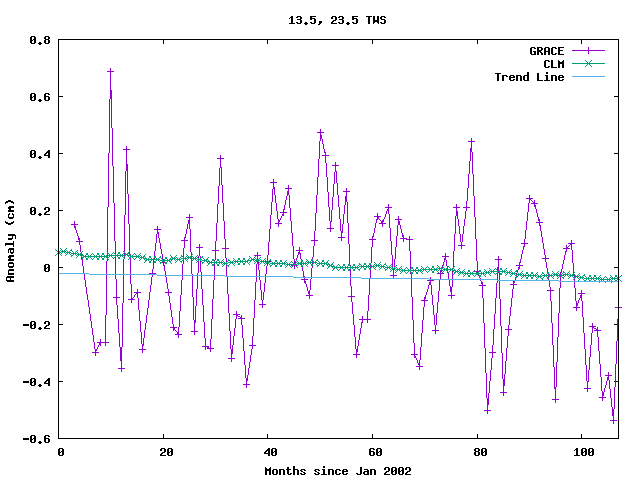 13.5, 23.5 TWS
GRACE
CLM
Trend Line
Anomaly (cm)
0.8
0.6
0.4
0.2
0
-0.2
-0.4
-0.6
0 20 40 60 80 100
Months since Jan 2002